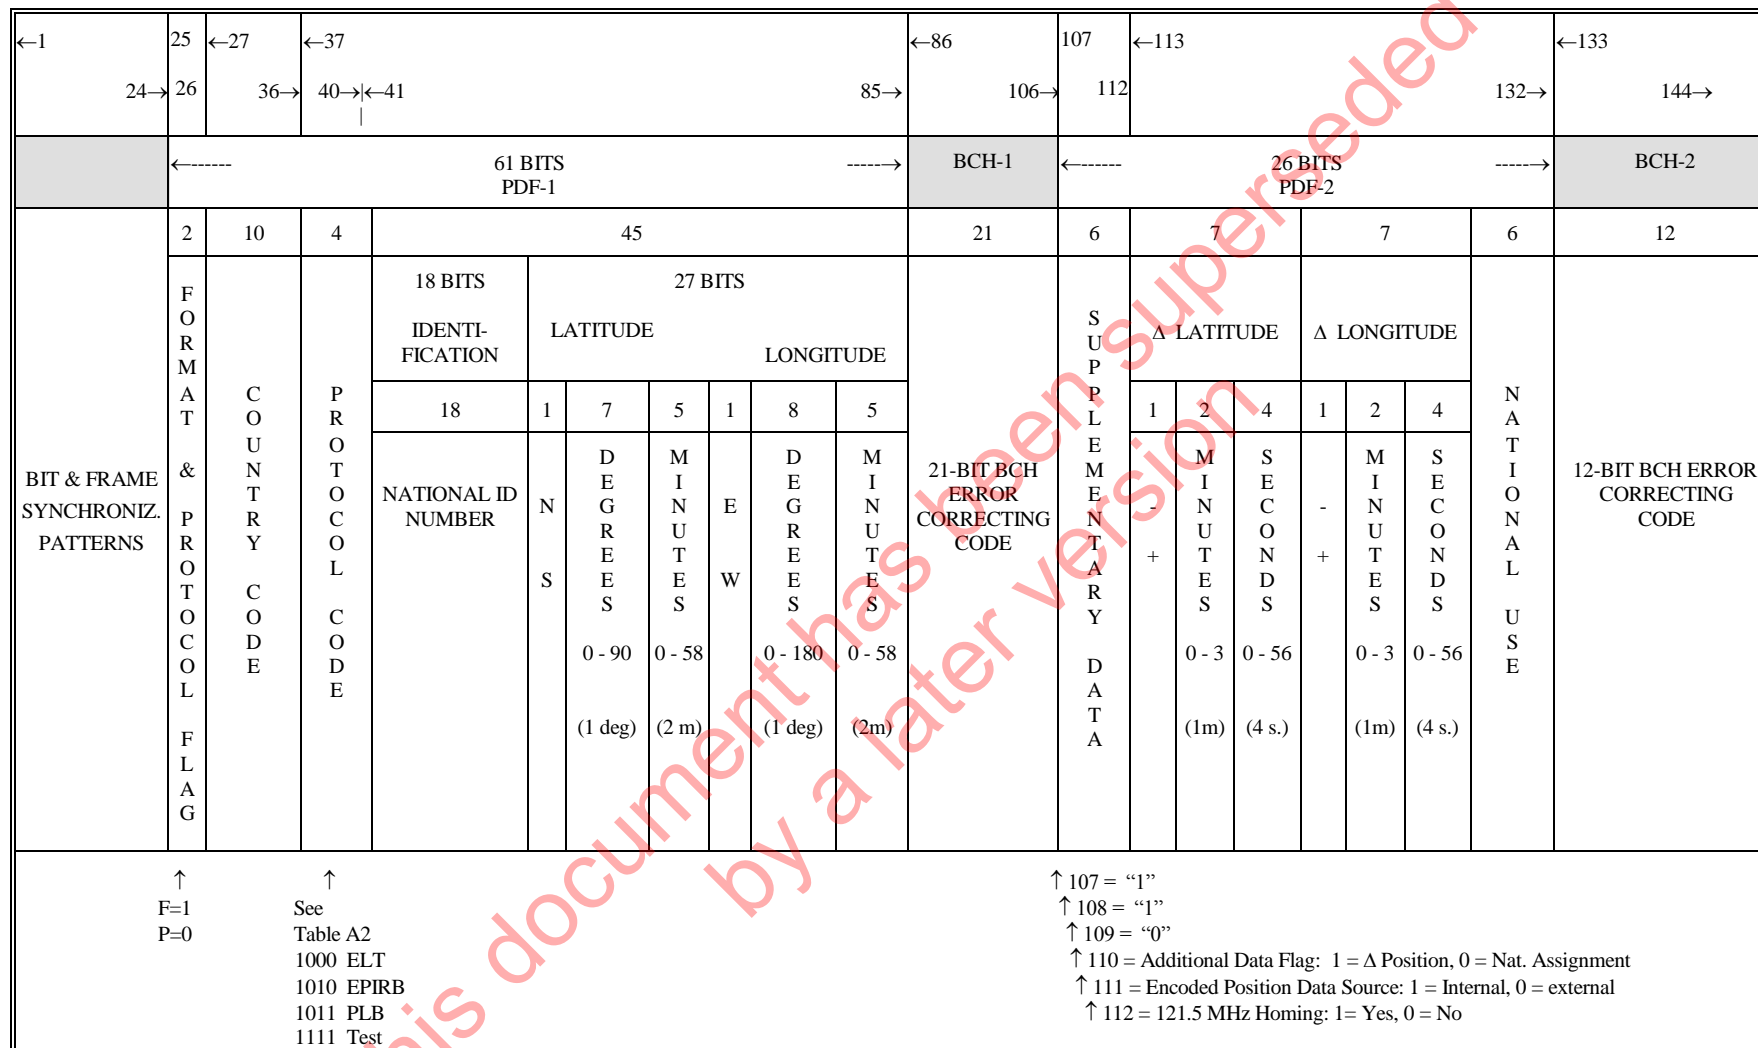 ←1 25 ←27 ←37 ←86 107 ←113 ←133
24→ 26 36→ 40→|←41 85→ 106→ 112 132→ 144→
|
←------ 61 BITS -----→ BCH-1 ←------ 26 BITS -----→ BCH-2
PDF-1 PDF-2
2 10 4 45 21 6 7 7 6 12
BIT & FRAME
SYNCHRONIZ.
PATTERNS
FORMAT & PROTOCOL FLAG
COUNTRY CODE
PROTOCOL CODE
18 BITS
IDENTI-
FICATION
18
NATIONAL ID
NUMBER
27 BITS
LATITUDE
LONGITUDE
1 7 5 1 8 5
N
S
DEGREES
0 - 90
(1 deg)
MINUTES
0 - 58
(2 m)
E
W
DEGREES
0 - 180
(1 deg)
MINUTES
0 - 58
(2m)
21-BIT BCH
ERROR
CORRECTING
CODE
SUPPLEMENTARY DATA
Δ LATITUDE
1 2 4
-
+
MINUTES
0 - 3
(1m)
SECONDS
0 - 56
(4 s.)
Δ LONGITUDE
1 2 4
-
+
MINUTES
0 - 3
(1m)
SECONDS
0 - 56
(4 s.)
NATIONAL USE
12-BIT BCH ERROR
CORRECTING
CODE
↑
F=1
P=0
↑
See
Table A2
1000 ELT
1010 EPIRB
1011 PLB
1111 Test
↑ 107 = “1”
↑ 108 = “1”
↑ 109 = “0”
↑ 110 = Additional Data Flag: 1 = Δ Position, 0 = Nat. Assignment
↑ 111 = Encoded Position Data Source: 1 = Internal, 0 = external
↑ 112 = 121.5 MHz Homing: 1= Yes, 0 = No
his document has been superseded
by a later version